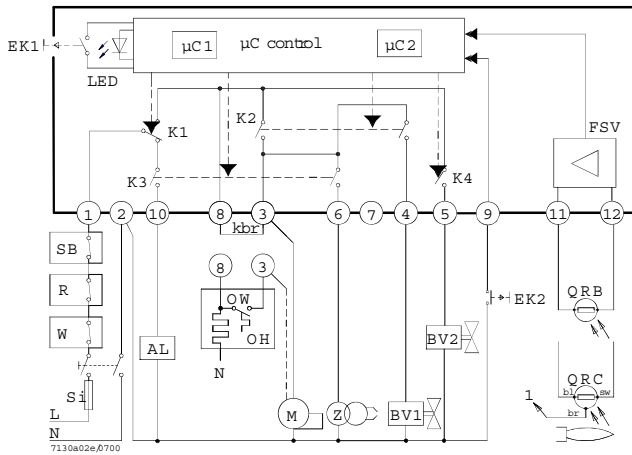 EK1
µC1 µC control µC2
LED
FSV
K1
K2
K3
K4
1 2 10 8 3 6 7 4 5 9 11 12
kbr
SB
8 3
EK2
QRB
R
OW
W
OH
BV2
AL
N
QRC
bl sw
Si
1
br
L
M
Z
BV1
N
7130a02e/0700